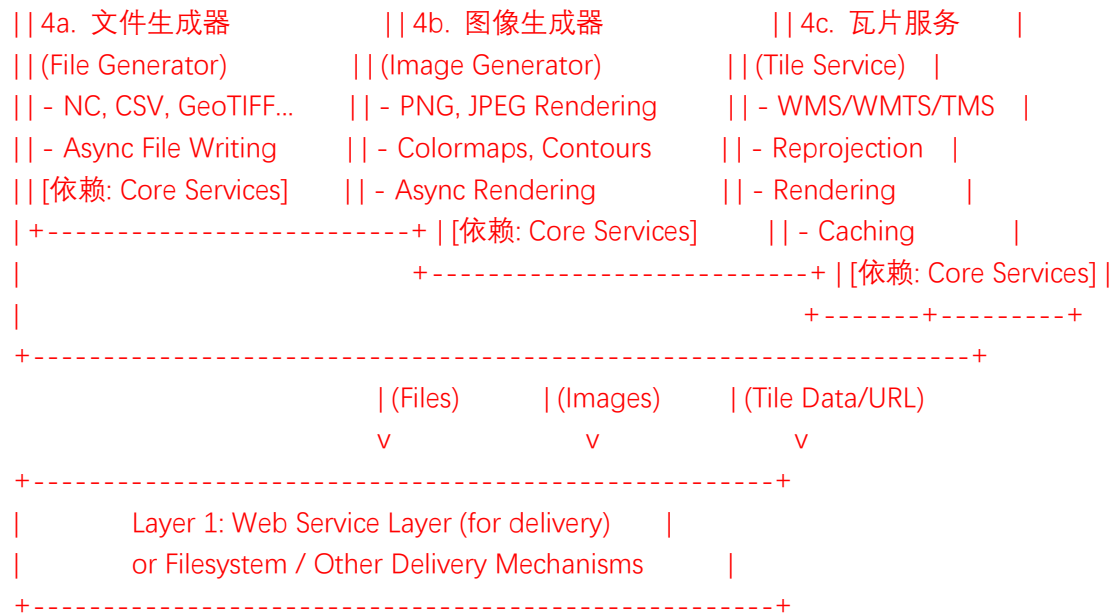 || 4a. 文件生成器 || 4b. 图像生成器 || 4c. 瓦片服务 |
|| (File Generator) || (Image Generator) || (Tile Service) |
|| - NC, CSV, GeoTIFF... || - PNG, JPEG Rendering || - WMS/WMTS/TMS |
|| - Async File Writing || - Colormaps, Contours || - Reprojection |
|| [依赖: Core Services] || - Async Rendering || - Rendering |
| +--------------------------+ | [依赖: Core Services] || - Caching |
| +---------------------------+ | [依赖: Core Services] |
| +-------+---------+
+-------------------------------------------------------------------+
| (Files) | (Images) | (Tile Data/URL)
v v v
+-----------------------------------------------------+
| Layer 1: Web Service Layer (for delivery) |
| or Filesystem / Other Delivery Mechanisms |
+-----------------------------------------------------+